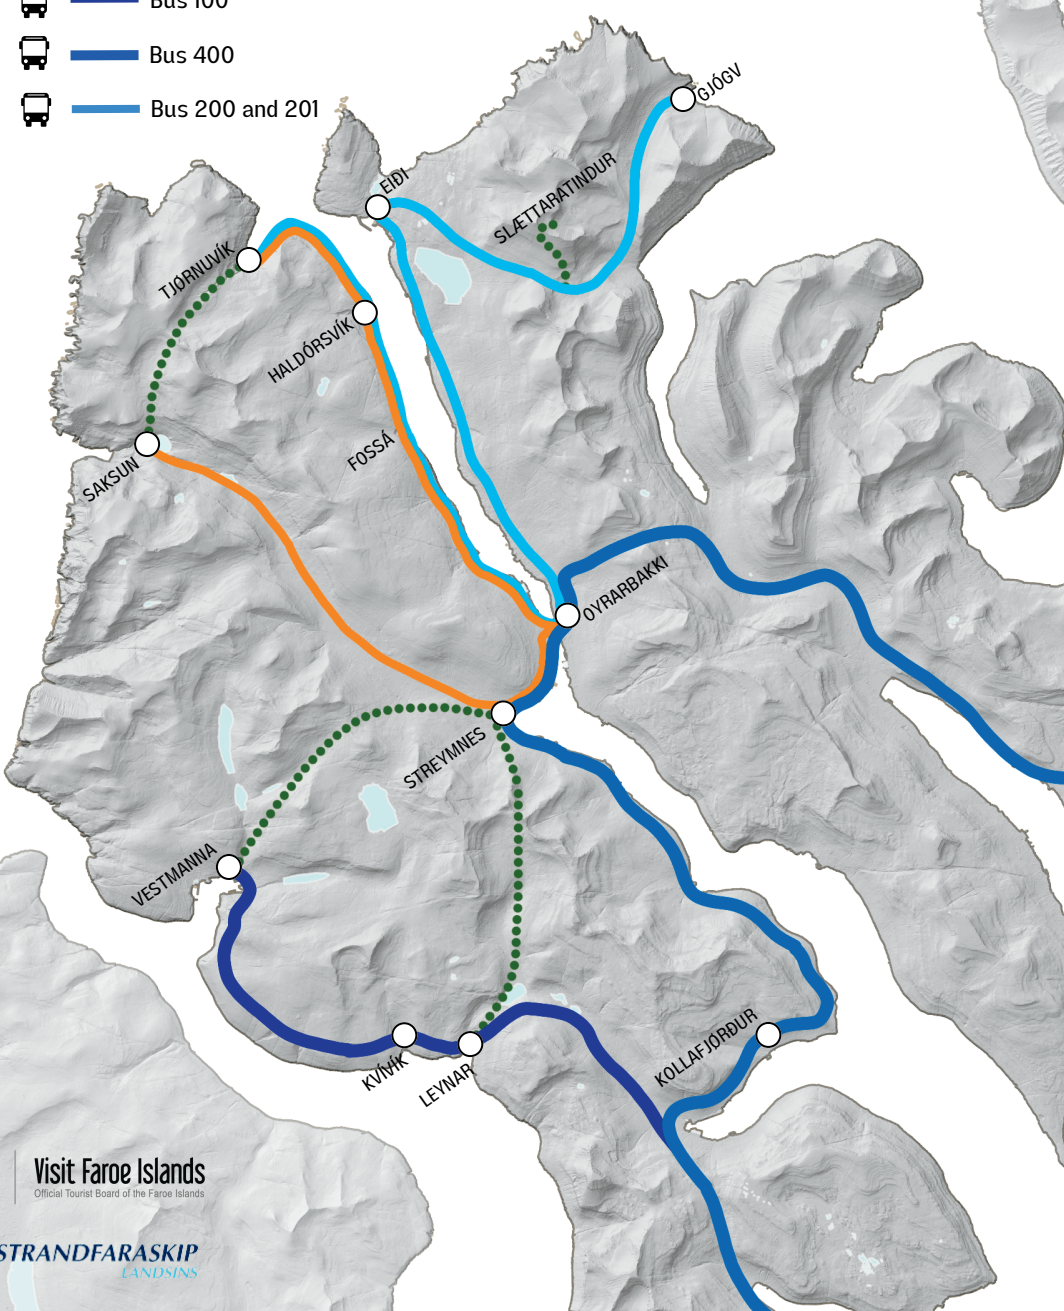 Bus 100
Bus 400
Bus 200 and 201
GJÓGV
SLÆTTARATINDUR
EIÐI
TJØRNUVÍK
HALDÓRSVÍK
FOSSÁ
SAKSUN
OYRARBAKKI
STREYMNES
VESTMANNA
KVÍVÍK
LEYNAR
KOLLAFJØRÐUR
Visit Faroe Islands
Official Tourist Board of the Faroe Islands
STRANDFARASKIP
LANDSINS